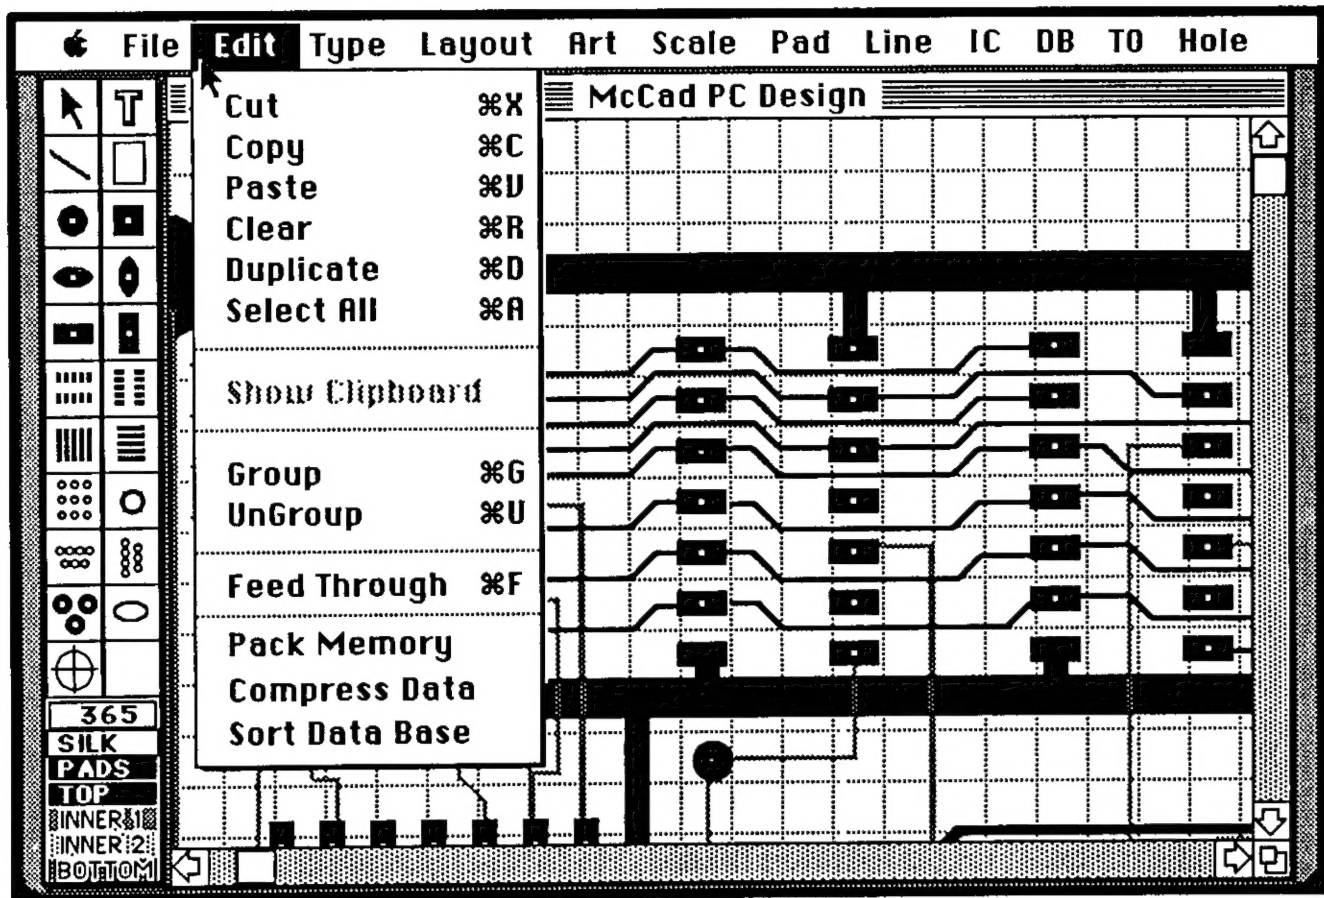 File Edit Type Layout Art Scale Pad Line IC DB TO Hole
McCad PC Design
T
Cut ⌘X
Copy ⌘C
Paste ⌘V
Clear ⌘R
Duplicate ⌘D
Select All ⌘A
Show Clipboard
Group ⌘G
UnGroup ⌘U
Feed Through ⌘F
Pack Memory
Compress Data
Sort Data Base
365
SILK
PADS
TOP
INNER 1
INNER 2
BOTTOM